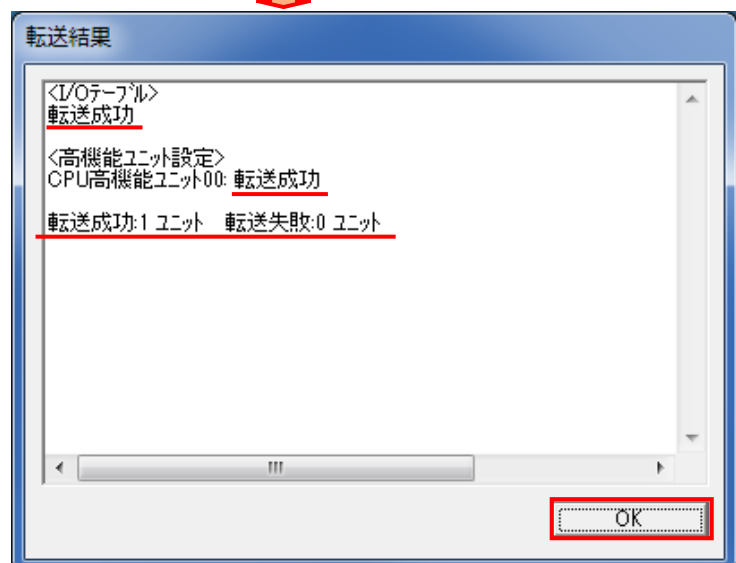 転送結果
<I/Oテーブル>
転送成功
<高機能ユニット設定>
CPU高機能ユニット00: 転送成功
転送成功:1 ユニット 転送失敗:0 ユニット
OK